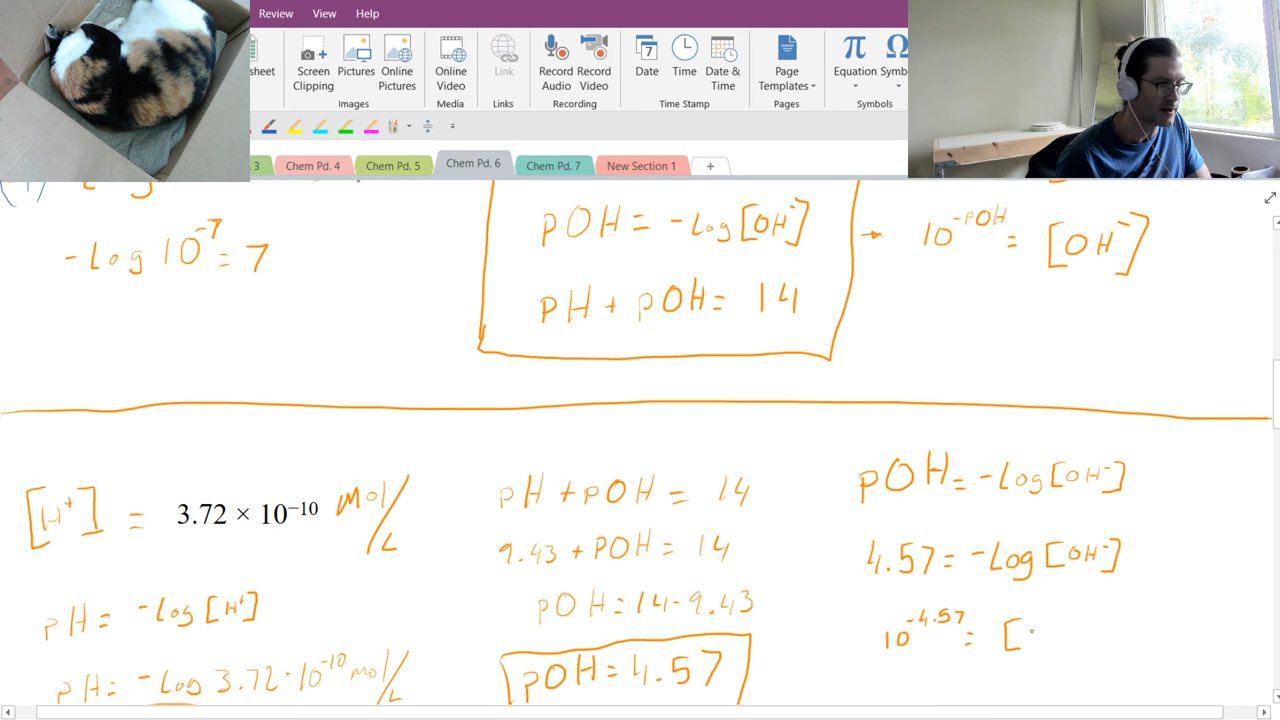 Review View Help
Screen Clipping Pictures Online Pictures Online Video Link Record Audio Record Video Date Time Date & Time Page Templates Equation
Images Media Links Recording Time Stamp Pages Symbols
3 Chem Pd. 4 Chem Pd. 5 Chem Pd. 6 Chem Pd. 7 New Section 1 +
-Log 10⁻⁷ = 7
pOH = -Log[OH⁻] → 10^-pOH = [OH⁻]
pH + pOH = 14
[H⁺] = 3.72 × 10⁻¹⁰ mol/L
pH = -Log[H⁺]
pH = -Log 3.72 · 10⁻¹⁰ mol/L
pH + pOH = 14
9.43 + pOH = 14
pOH = 14 - 9.43
pOH = 4.57
pOH = -Log[OH⁻]
4.57 = -Log[OH⁻]
10^-4.57 = [